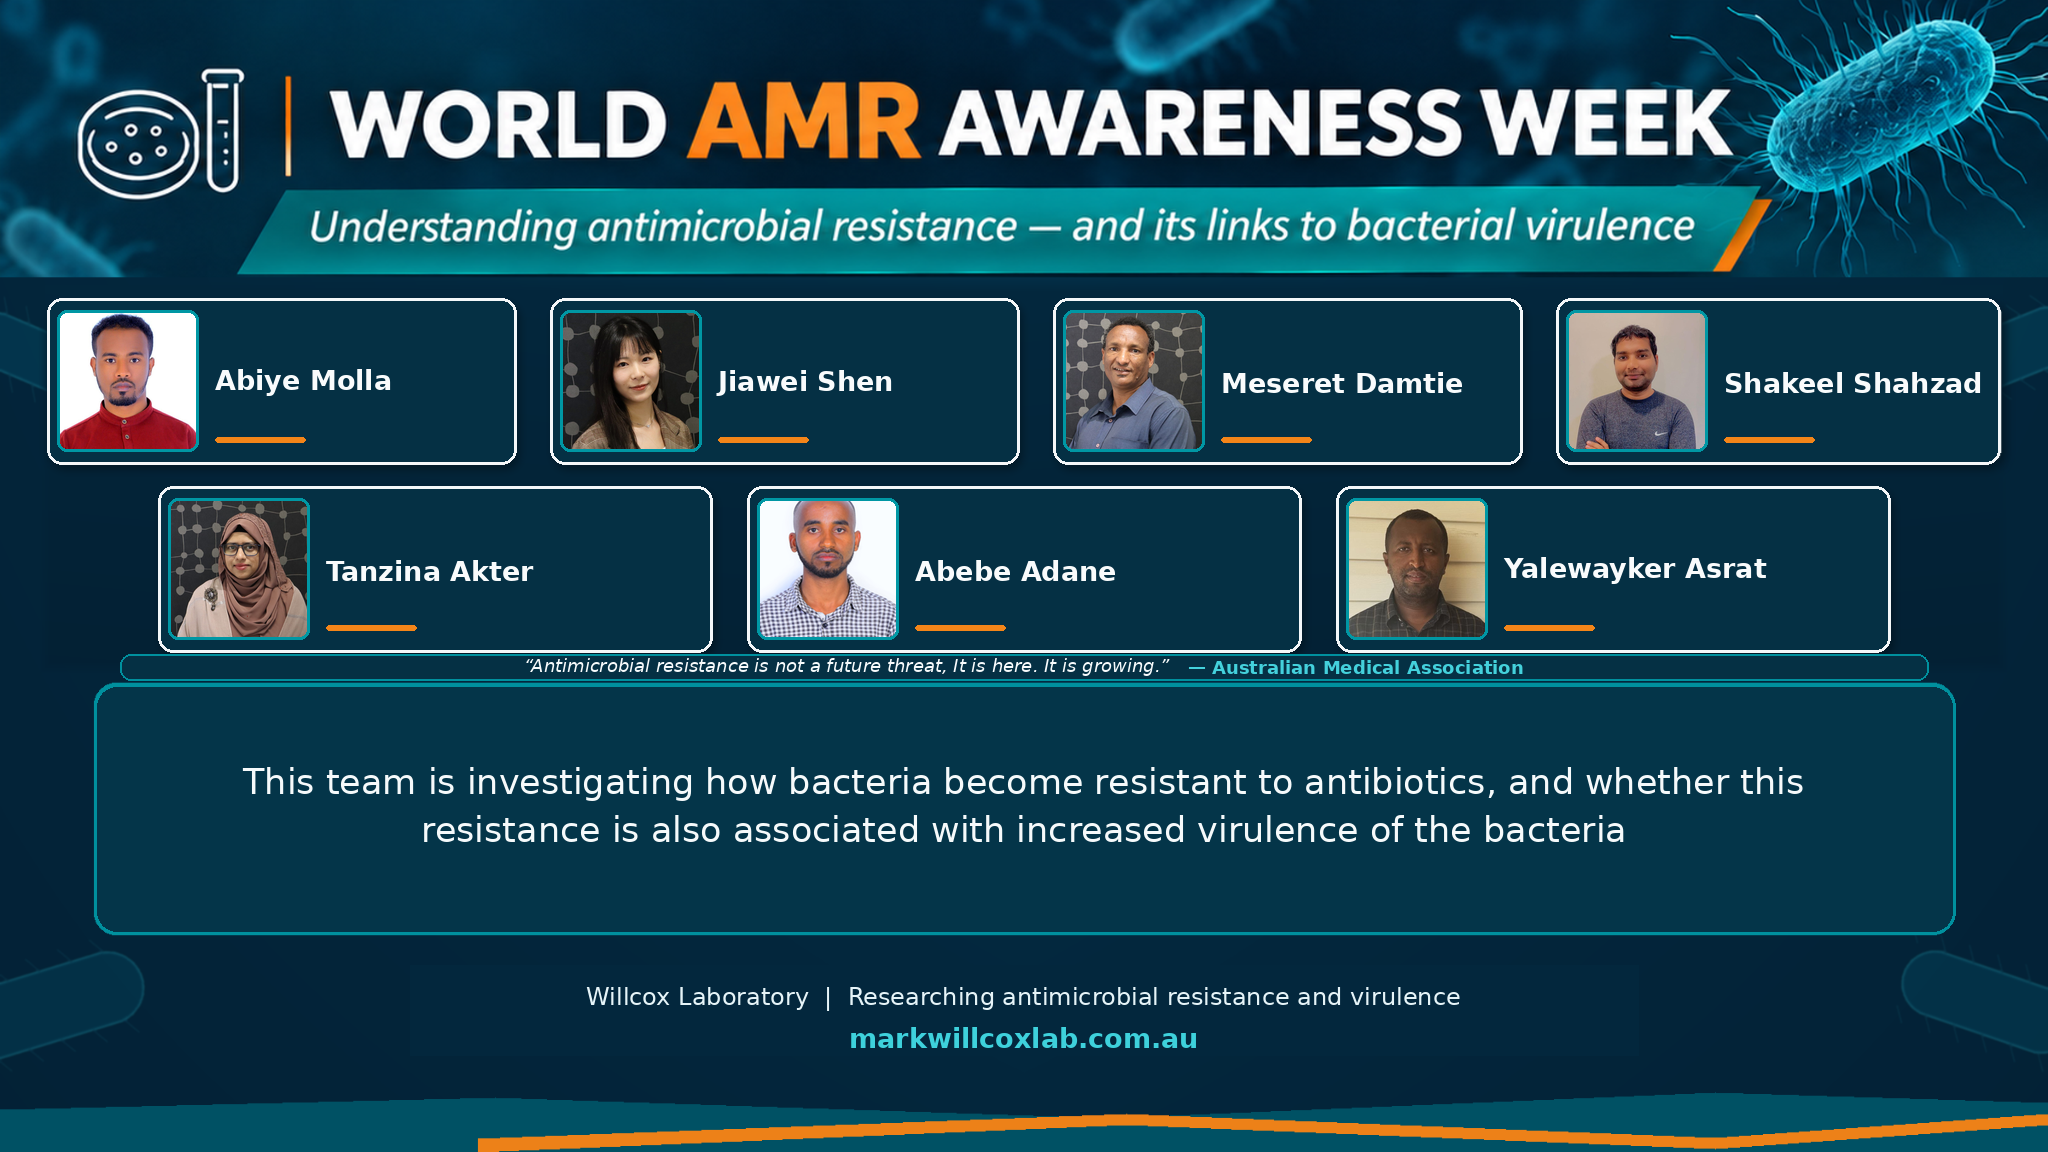 WORLD AMR AWARENESS WEEK
Understanding antimicrobial resistance — and its links to bacterial virulence
Abiye Molla
Jiawei Shen
Meseret Damtie
Shakeel Shahzad
Tanzina Akter
Abebe Adane
Yalewayker Asrat
“Antimicrobial resistance is not a future threat, It is here. It is growing.” — Australian Medical Association
This team is investigating how bacteria become resistant to antibiotics, and whether this
resistance is also associated with increased virulence of the bacteria
Willcox Laboratory | Researching antimicrobial resistance and virulence
markwillcoxlab.com.au